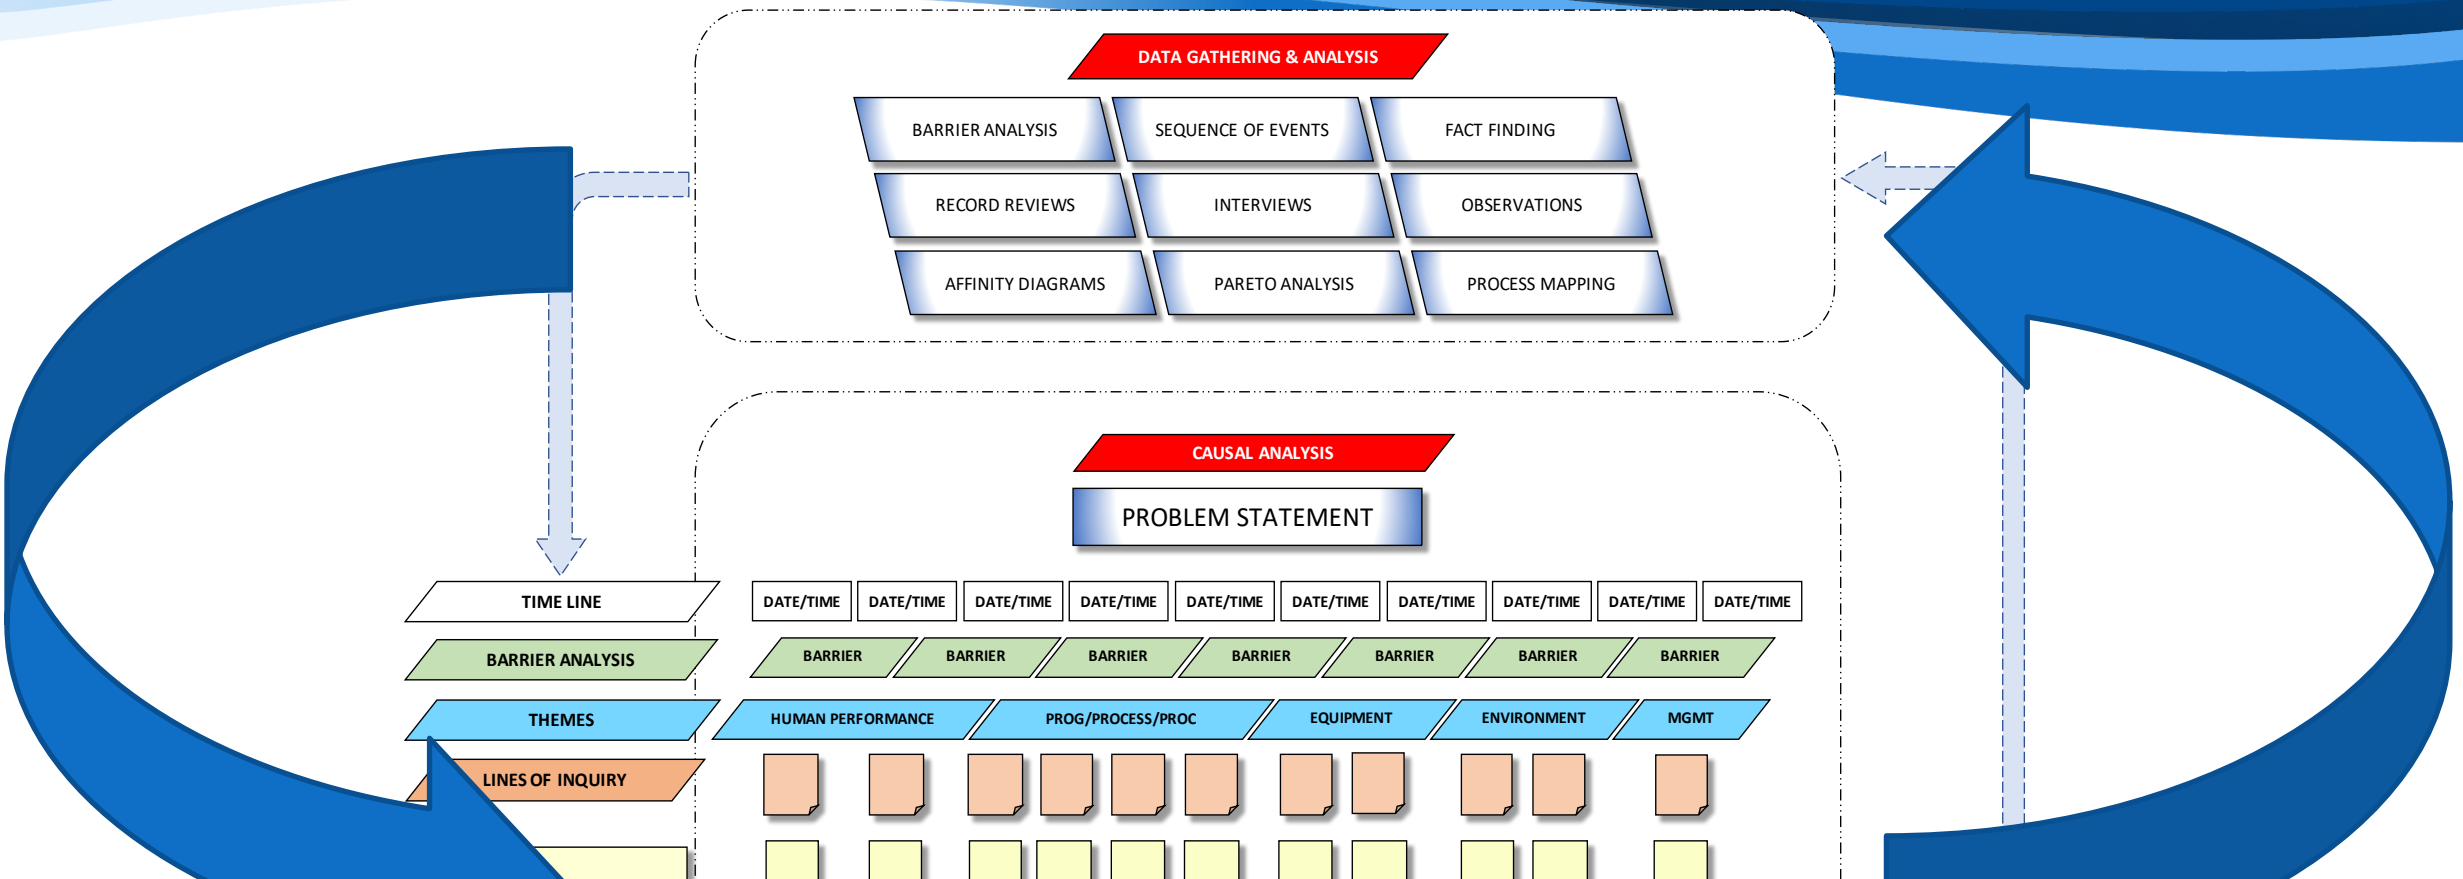 DATA GATHERING & ANALYSIS
BARRIER ANALYSIS SEQUENCE OF EVENTS FACT FINDING
RECORD REVIEWS INTERVIEWS OBSERVATIONS
AFFINITY DIAGRAMS PARETO ANALYSIS PROCESS MAPPING
CAUSAL ANALYSIS
PROBLEM STATEMENT
TIME LINE DATE/TIME DATE/TIME DATE/TIME DATE/TIME DATE/TIME DATE/TIME DATE/TIME DATE/TIME DATE/TIME DATE/TIME
BARRIER ANALYSIS BARRIER BARRIER BARRIER BARRIER BARRIER BARRIER BARRIER
THEMES HUMAN PERFORMANCE PROG/PROCESS/PROC EQUIPMENT ENVIRONMENT MGMT
LINES OF INQUIRY